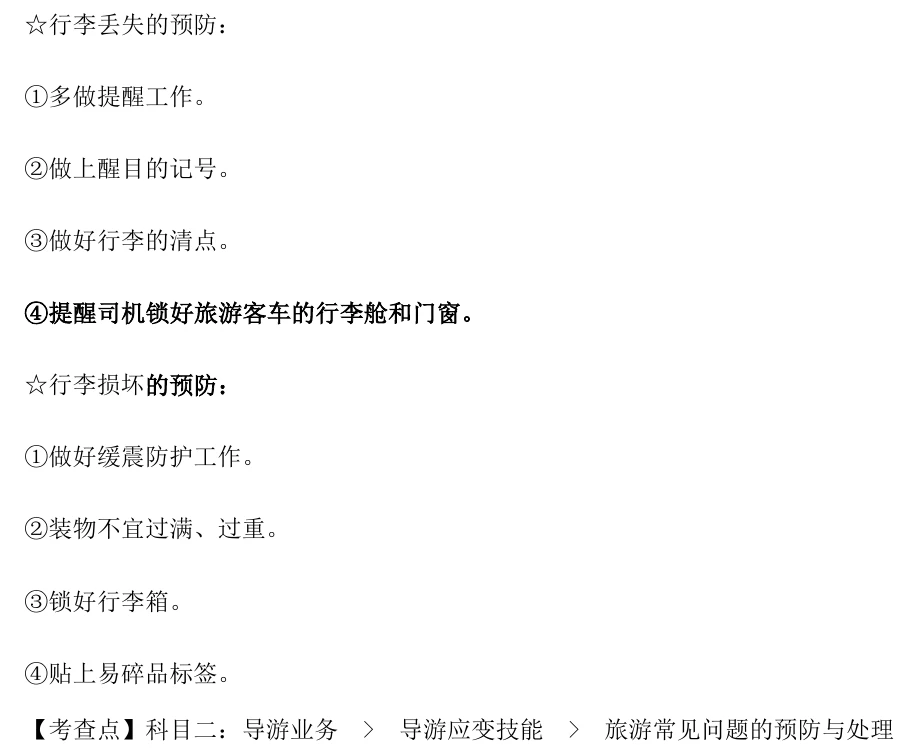 ☆行李丢失的预防：
①多做提醒工作。
②做上醒目的记号。
③做好行李的清点。
④提醒司机锁好旅游客车的行李舱和门窗。
☆行李损坏的预防：
①做好缓震防护工作。
②装物不宜过满、过重。
③锁好行李箱。
④贴上易碎品标签。
【考查点】科目二：导游业务 > 导游应变技能 > 旅游常见问题的预防与处理